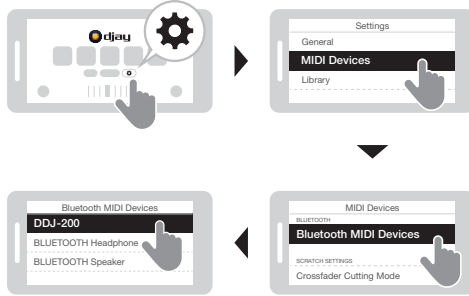 djay
Settings
General
MIDI Devices
Library
MIDI Devices
BLUETOOTH
Bluetooth MIDI Devices
SCRATCH SETTINGS
Crossfader Cutting Mode
Bluetooth MIDI Devices
DDJ-200
BLUETOOTH Headphone
BLUETOOTH Speaker